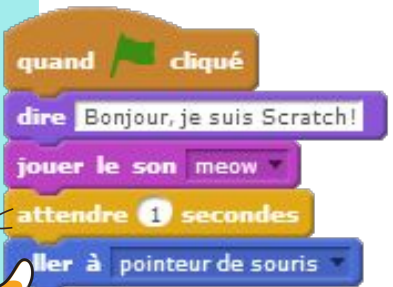 quand cliqué
dire Bonjour, je suis Scratch!
jouer le son meow
attendre 1 secondes
ller à pointeur de souris